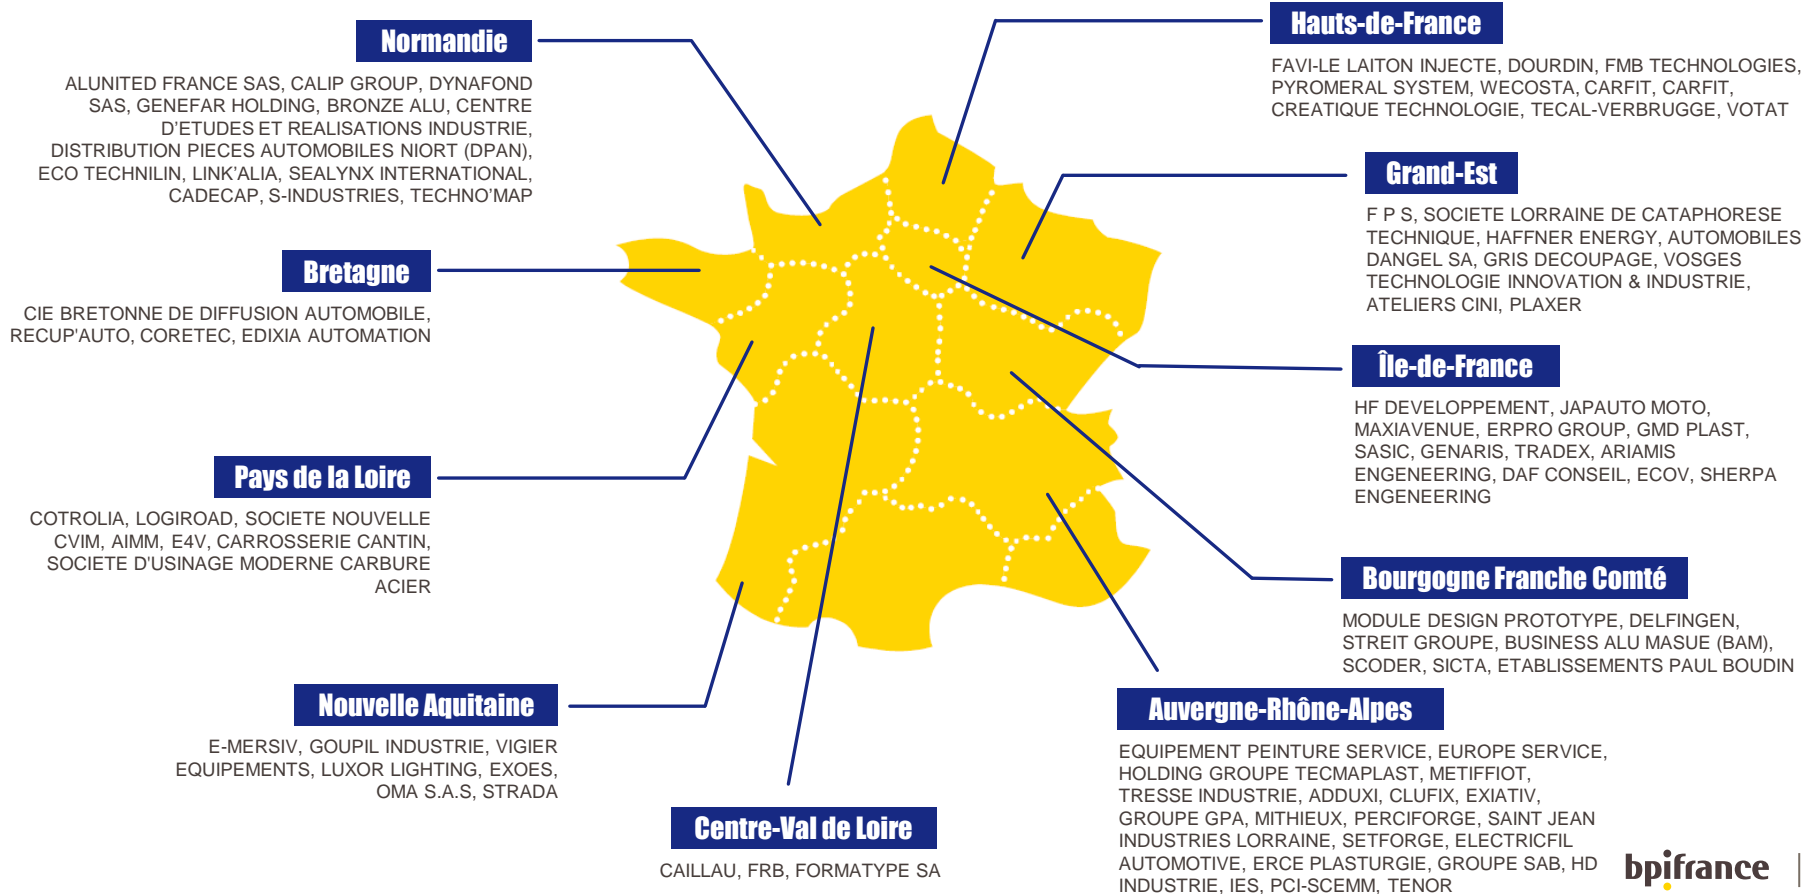 Normandie
ALUNITED FRANCE SAS, CALIP GROUP, DYNAFOND
SAS, GENEFAR HOLDING, BRONZE ALU, CENTRE
D'ETUDES ET REALISATIONS INDUSTRIE,
DISTRIBUTION PIECES AUTOMOBILES NIORT (DPAN),
ECO TECHNILIN, LINK'ALIA, SEALYNX INTERNATIONAL,
CADECAP, S-INDUSTRIES, TECHNO'MAP
Bretagne
CIE BRETONNE DE DIFFUSION AUTOMOBILE,
RECUP'AUTO, CORETEC, EDIXIA AUTOMATION
Pays de la Loire
COTROLIA, LOGIROAD, SOCIETE NOUVELLE
CVIM, AIMM, E4V, CARROSSERIE CANTIN,
SOCIETE D'USINAGE MODERNE CARBURE
ACIER
Nouvelle Aquitaine
E-MERSIV, GOUPIL INDUSTRIE, VIGIER
EQUIPEMENTS, LUXOR LIGHTING, EXOES,
OMA S.A.S, STRADA
Centre-Val de Loire
CAILLAU, FRB, FORMATYPE SA
Hauts-de-France
FAVI-LE LAITON INJECTE, DOURDIN, FMB TECHNOLOGIES,
PYROMERAL SYSTEM, WECOSTA, CARFIT, CARFIT,
CREATIQUE TECHNOLOGIE, TECAL-VERBRUGGE, VOTAT
Grand-Est
F P S, SOCIETE LORRAINE DE CATAPHORESE
TECHNIQUE, HAFFNER ENERGY, AUTOMOBILES
DANGEL SA, GRIS DECOUPAGE, VOSGES
TECHNOLOGIE INNOVATION & INDUSTRIE,
ATELIERS CINI, PLAXER
Île-de-France
HF DEVELOPPEMENT, JAPAUTO MOTO,
MAXIAVENUE, ERPRO GROUP, GMD PLAST,
SASIC, GENARIS, TRADEX, ARIAMIS
ENGENEERING, DAF CONSEIL, ECOV, SHERPA
ENGENEERING
Bourgogne Franche Comté
MODULE DESIGN PROTOTYPE, DELFINGEN,
STREIT GROUPE, BUSINESS ALU MASUE (BAM),
SCODER, SICTA, ETABLISSEMENTS PAUL BOUDIN
Auvergne-Rhône-Alpes
EQUIPEMENT PEINTURE SERVICE, EUROPE SERVICE,
HOLDING GROUPE TECMAPLAST, METIFFIOT,
TRESSE INDUSTRIE, ADDUXI, CLUFIX, EXIATIV,
GROUPE GPA, MITHIEUX, PERCIFORGE, SAINT JEAN
INDUSTRIES LORRAINE, SETFORGE, ELECTRICFIL
AUTOMOTIVE, ERCE PLASTURGIE, GROUPE SAB, HD
INDUSTRIE, IES, PCI-SCEMM, TENOR
bpifrance